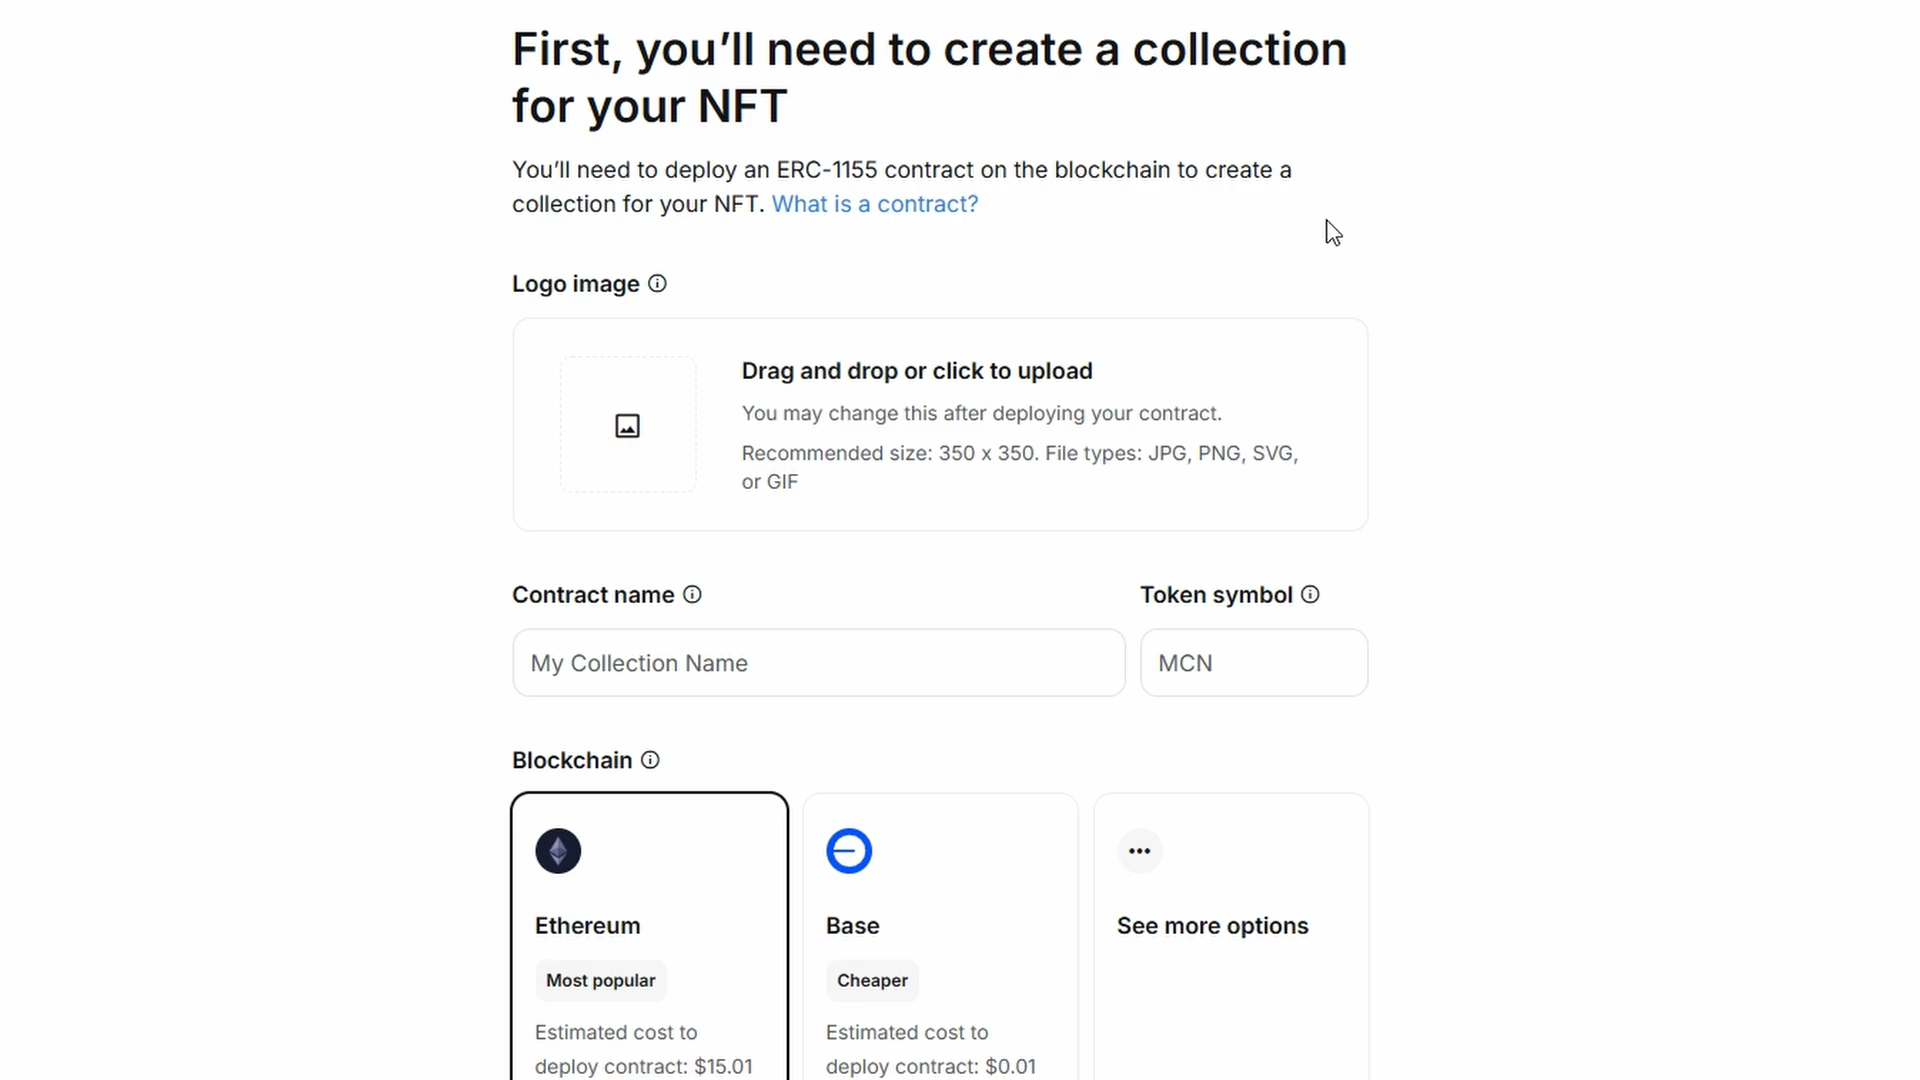 First, you’ll need to create a collection
for your NFT
You’ll need to deploy an ERC-1155 contract on the blockchain to create a
collection for your NFT. What is a contract?
Logo image
Drag and drop or click to upload
You may change this after deploying your contract.
Recommended size: 350 x 350. File types: JPG, PNG, SVG,
or GIF
Contract name
Token symbol
My Collection Name
MCN
Blockchain
Ethereum
Most popular
Estimated cost to
deploy contract: $15.01
Base
Cheaper
Estimated cost to
deploy contract: $0.01
See more options